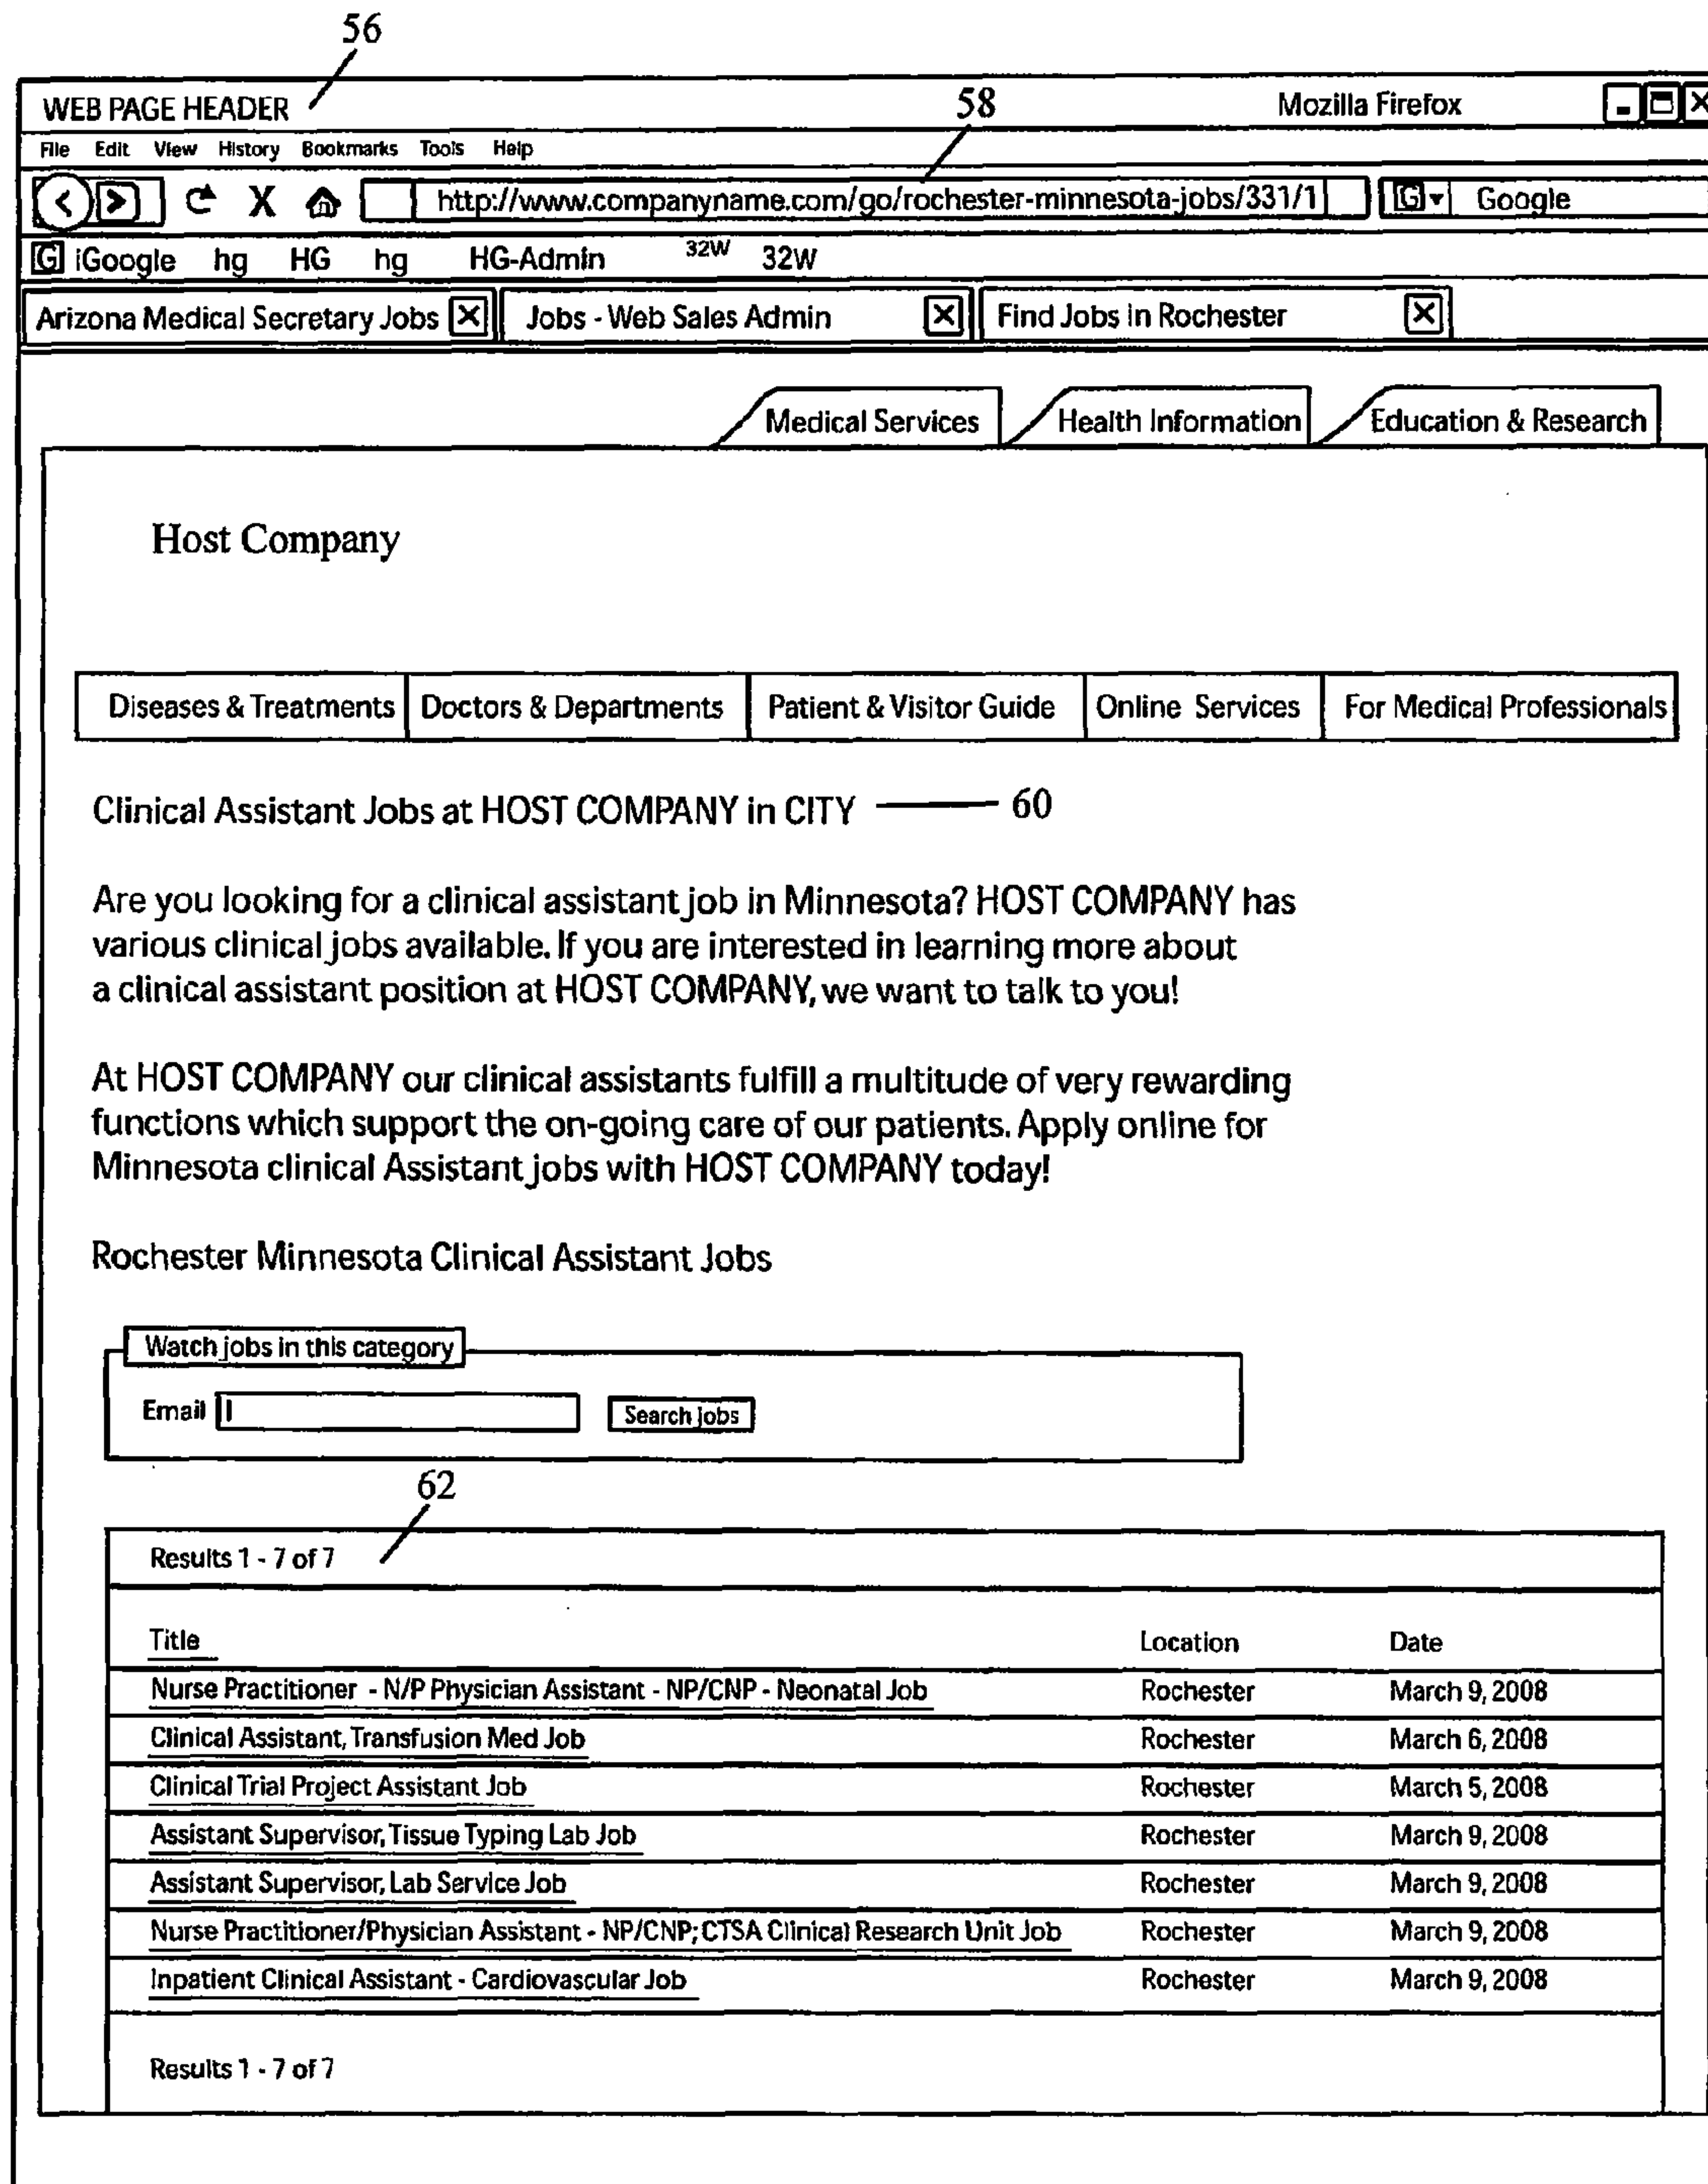 56
WEB PAGE HEADER 58 Mozilla Firefox
File Edit View History Bookmarks Tools Help
http://www.companyname.com/go/rochester-minnesota-jobs/331/1 G Google
G iGoogle hg HG hg HG-Admin 32W 32W
Arizona Medical Secretary Jobs Jobs - Web Sales Admin Find Jobs in Rochester
Medical Services Health Information Education & Research
Host Company
Diseases & Treatments Doctors & Departments Patient & Visitor Guide Online Services For Medical Professionals
Clinical Assistant Jobs at HOST COMPANY in CITY 60
Are you looking for a clinical assistant job in Minnesota? HOST COMPANY has
various clinical jobs available. If you are interested in learning more about
a clinical assistant position at HOST COMPANY, we want to talk to you!
At HOST COMPANY our clinical assistants fulfill a multitude of very rewarding
functions which support the on-going care of our patients. Apply online for
Minnesota clinical Assistant jobs with HOST COMPANY today!
Rochester Minnesota Clinical Assistant Jobs
Watch jobs in this category
Email Search jobs
62
Results 1 - 7 of 7
Title Location Date
Nurse Practitioner - N/P Physician Assistant - NP/CNP - Neonatal Job Rochester March 9, 2008
Clinical Assistant, Transfusion Med Job Rochester March 6, 2008
Clinical Trial Project Assistant Job Rochester March 5, 2008
Assistant Supervisor, Tissue Typing Lab Job Rochester March 9, 2008
Assistant Supervisor, Lab Service Job Rochester March 9, 2008
Nurse Practitioner/Physician Assistant - NP/CNP; CTSA Clinical Research Unit Job Rochester March 9, 2008
Inpatient Clinical Assistant - Cardiovascular Job Rochester March 9, 2008
Results 1 - 7 of 7